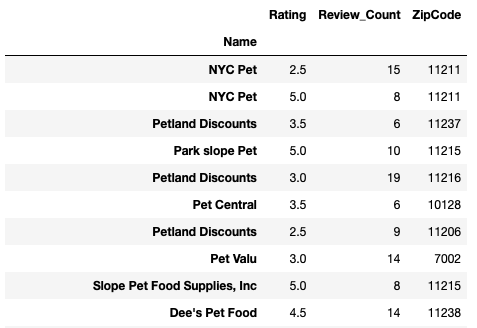 Rating Review_Count ZipCode
Name
NYC Pet 2.5 15 11211
NYC Pet 5.0 8 11211
Petland Discounts 3.5 6 11237
Park slope Pet 5.0 10 11215
Petland Discounts 3.0 19 11216
Pet Central 3.5 6 10128
Petland Discounts 2.5 9 11206
Pet Valu 3.0 14 7002
Slope Pet Food Supplies, Inc 5.0 8 11215
Dee's Pet Food 4.5 14 11238